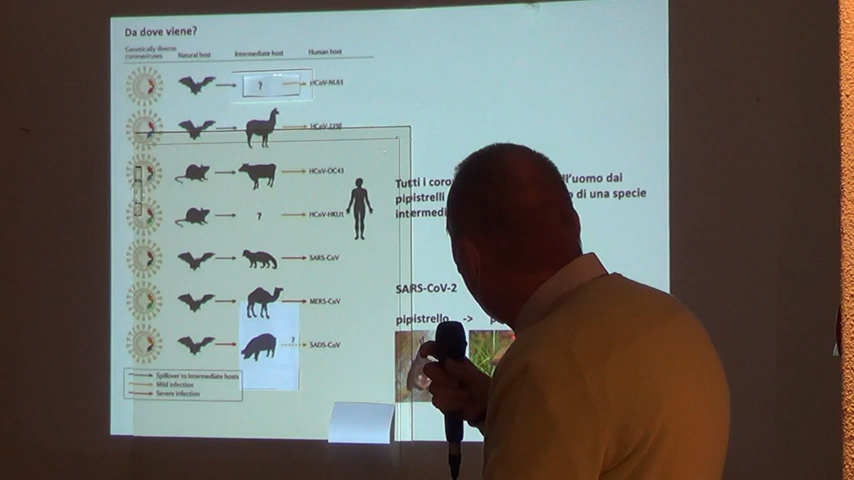 Da dove viene?
Genetically diverse
coronaviruses
Natural host
Intermediate host
Human host
?
HCoV-NL63
HCoV-229E
HCoV-OC43
?
HCoV-HKU1
SARS-CoV
MERS-CoV
?
SADS-CoV
Spillover to intermediate hosts
Mild infection
Severe infection
Tutti i
ll'uomo dai
pipistrelli
di una specie
SARS-CoV-2
pipistrello ->